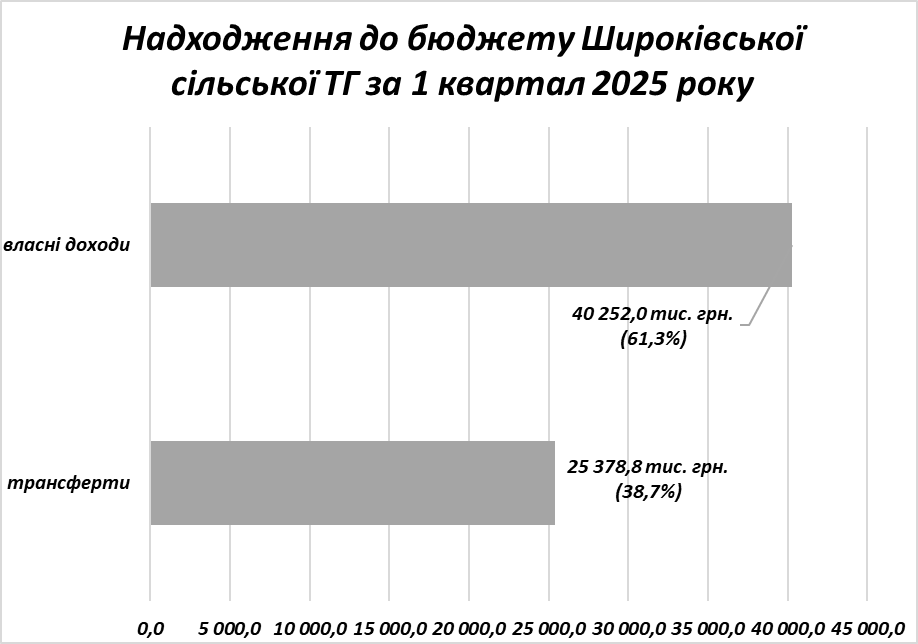 Надходження до бюджету Широківської
сільської ТГ за 1 квартал 2025 року
власні доходи
40 252,0 тис. грн.
(61,3%)
трансферти
25 378,8 тис. грн.
(38,7%)
0,0 5 000,0 10 000,0 15 000,0 20 000,0 25 000,0 30 000,0 35 000,0 40 000,0 45 000,0